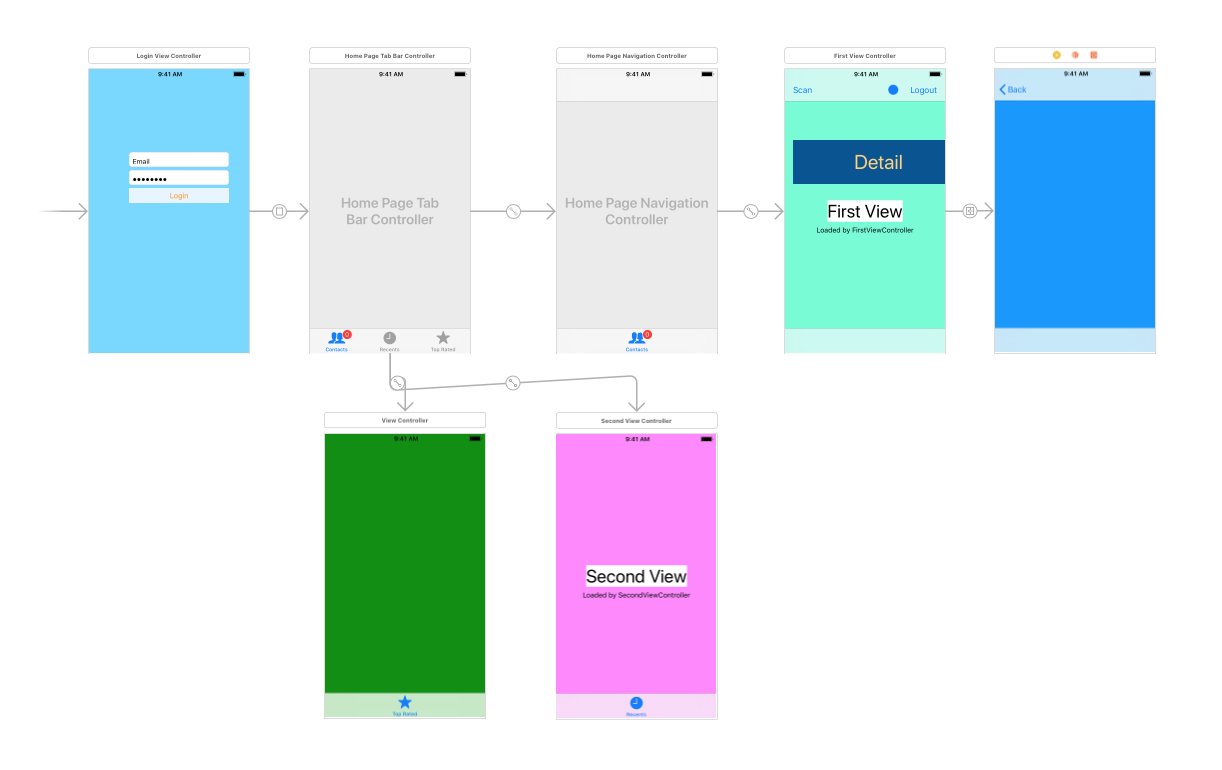 Login View Controller
9:41 AM
Email
Login
Home Page Tab Bar Controller
9:41 AM
Home Page Tab
Bar Controller
0
Contacts
Recents
Top Rated
Home Page Navigation Controller
9:41 AM
Home Page Navigation
Controller
0
Contacts
First View Controller
9:41 AM
Scan
Logout
Detail
First View
Loaded by FirstViewController
9:41 AM
Back
View Controller
9:41 AM
Top Rated
Second View Controller
9:41 AM
Second View
Loaded by SecondViewController
Recents